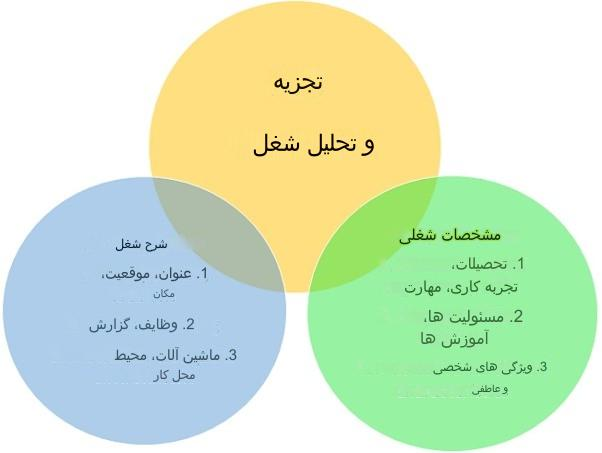 تجزیه
و تحلیل شغل
شرح شغل
1. عنوان، موقعیت،
مکان
2. وظایف، گزارش
3. ماشین آلات، محیط
محل کار
مشخصات شغلی
1. تحصیلات،
تجربه کاری، مهارت
2. مسئولیت ها،
آموزش ها
3. ویژگی های شخصی
و عاطفی